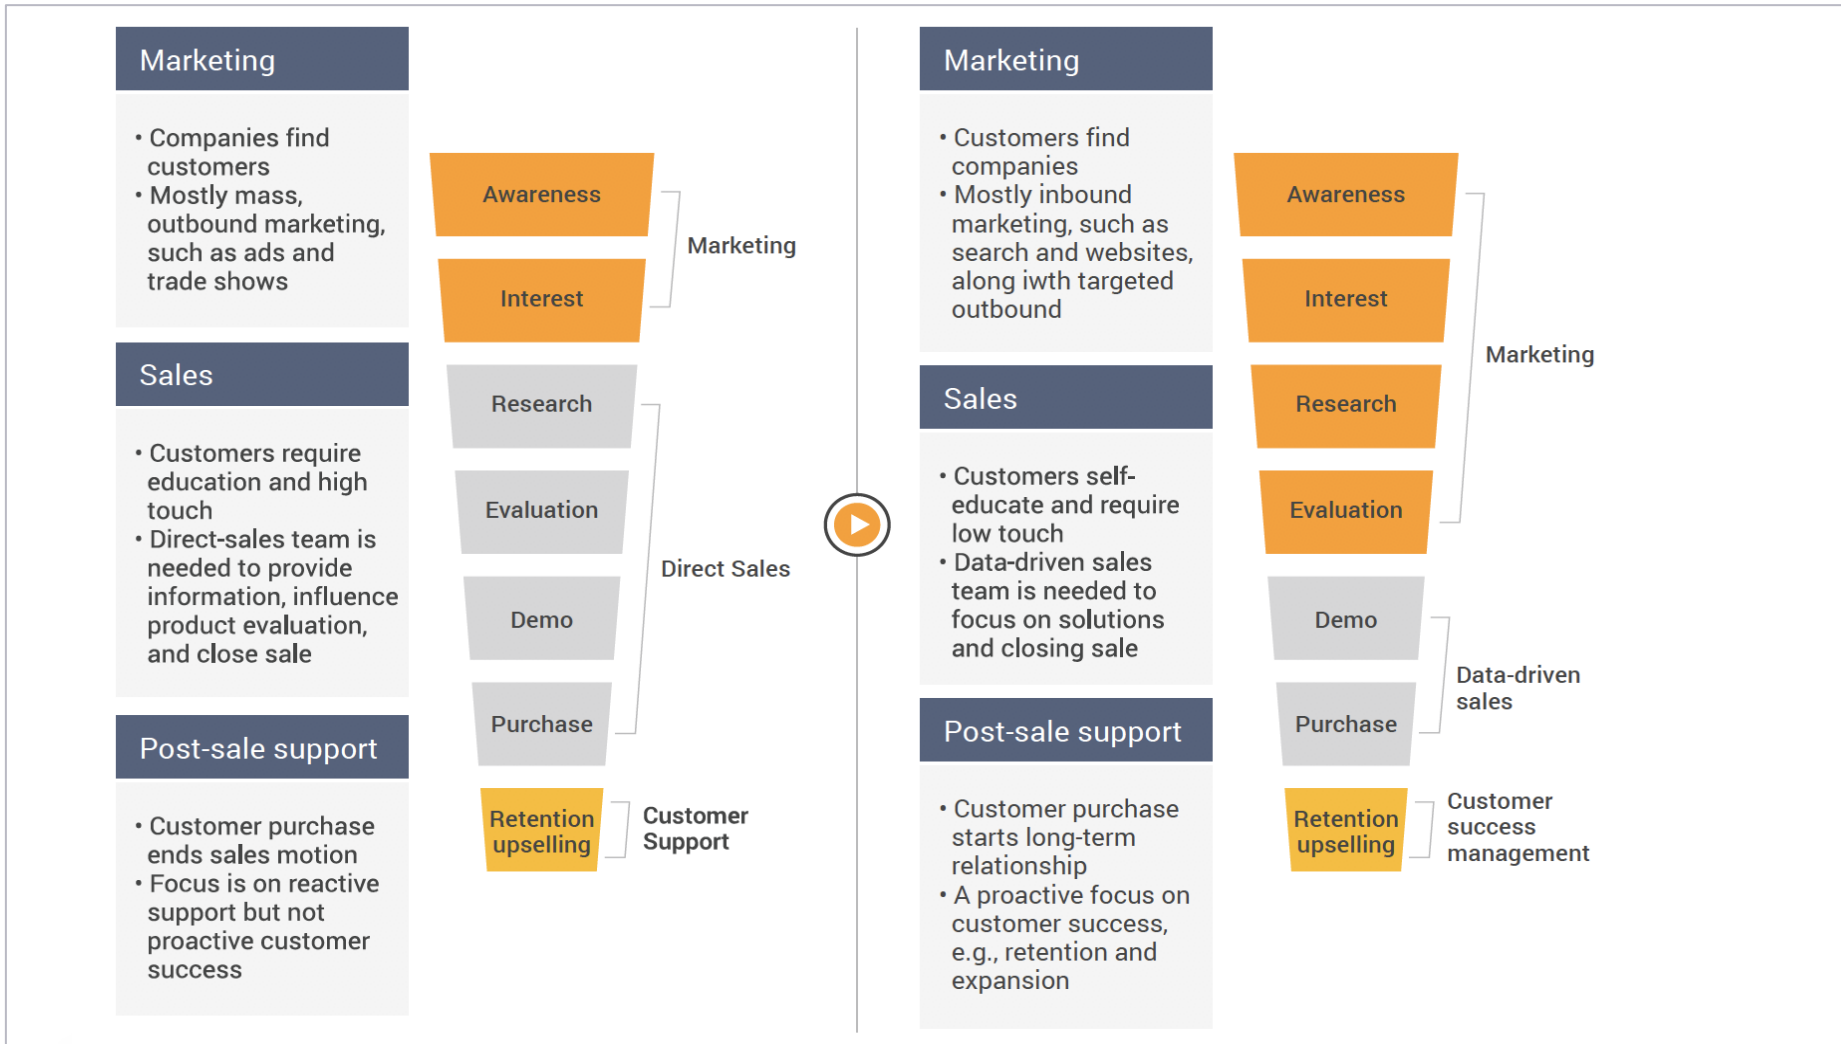 Marketing
• Companies find
customers
• Mostly mass,
outbound marketing,
such as ads and
trade shows
Sales
• Customers require
education and high
touch
• Direct-sales team is
needed to provide
information, influence
product evaluation,
and close sale
Post-sale support
• Customer purchase
ends sales motion
• Focus is on reactive
support but not
proactive customer
success
Awareness
Interest
Marketing
Research
Evaluation
Demo
Purchase
Direct Sales
Retention
upselling
Customer
Support
Marketing
• Customers find
companies
• Mostly inbound
marketing, such as
search and websites,
along iwth targeted
outbound
Sales
• Customers self-
educate and require
low touch
• Data-driven sales
team is needed to
focus on solutions
and closing sale
Post-sale support
• Customer purchase
starts long-term
relationship
• A proactive focus on
customer success,
e.g., retention and
expansion
Awareness
Interest
Research
Evaluation
Marketing
Demo
Purchase
Data-driven
sales
Retention
upselling
Customer
success
management